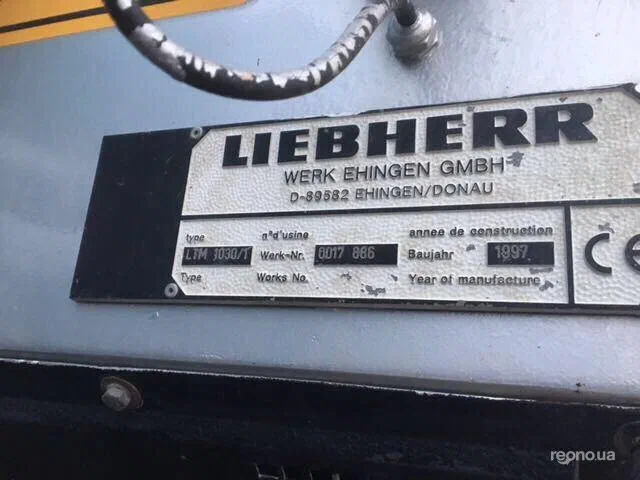 LIEBHERR
WERK EHINGEN GMBH
D-89582 EHINGEN/DONAU
type n°d'usine annee de construction
LTM 1030/1 Werk-Nr. 0017 886 Baujahr 1997
Type Works No. Year of manufacture
CE
reono.ua